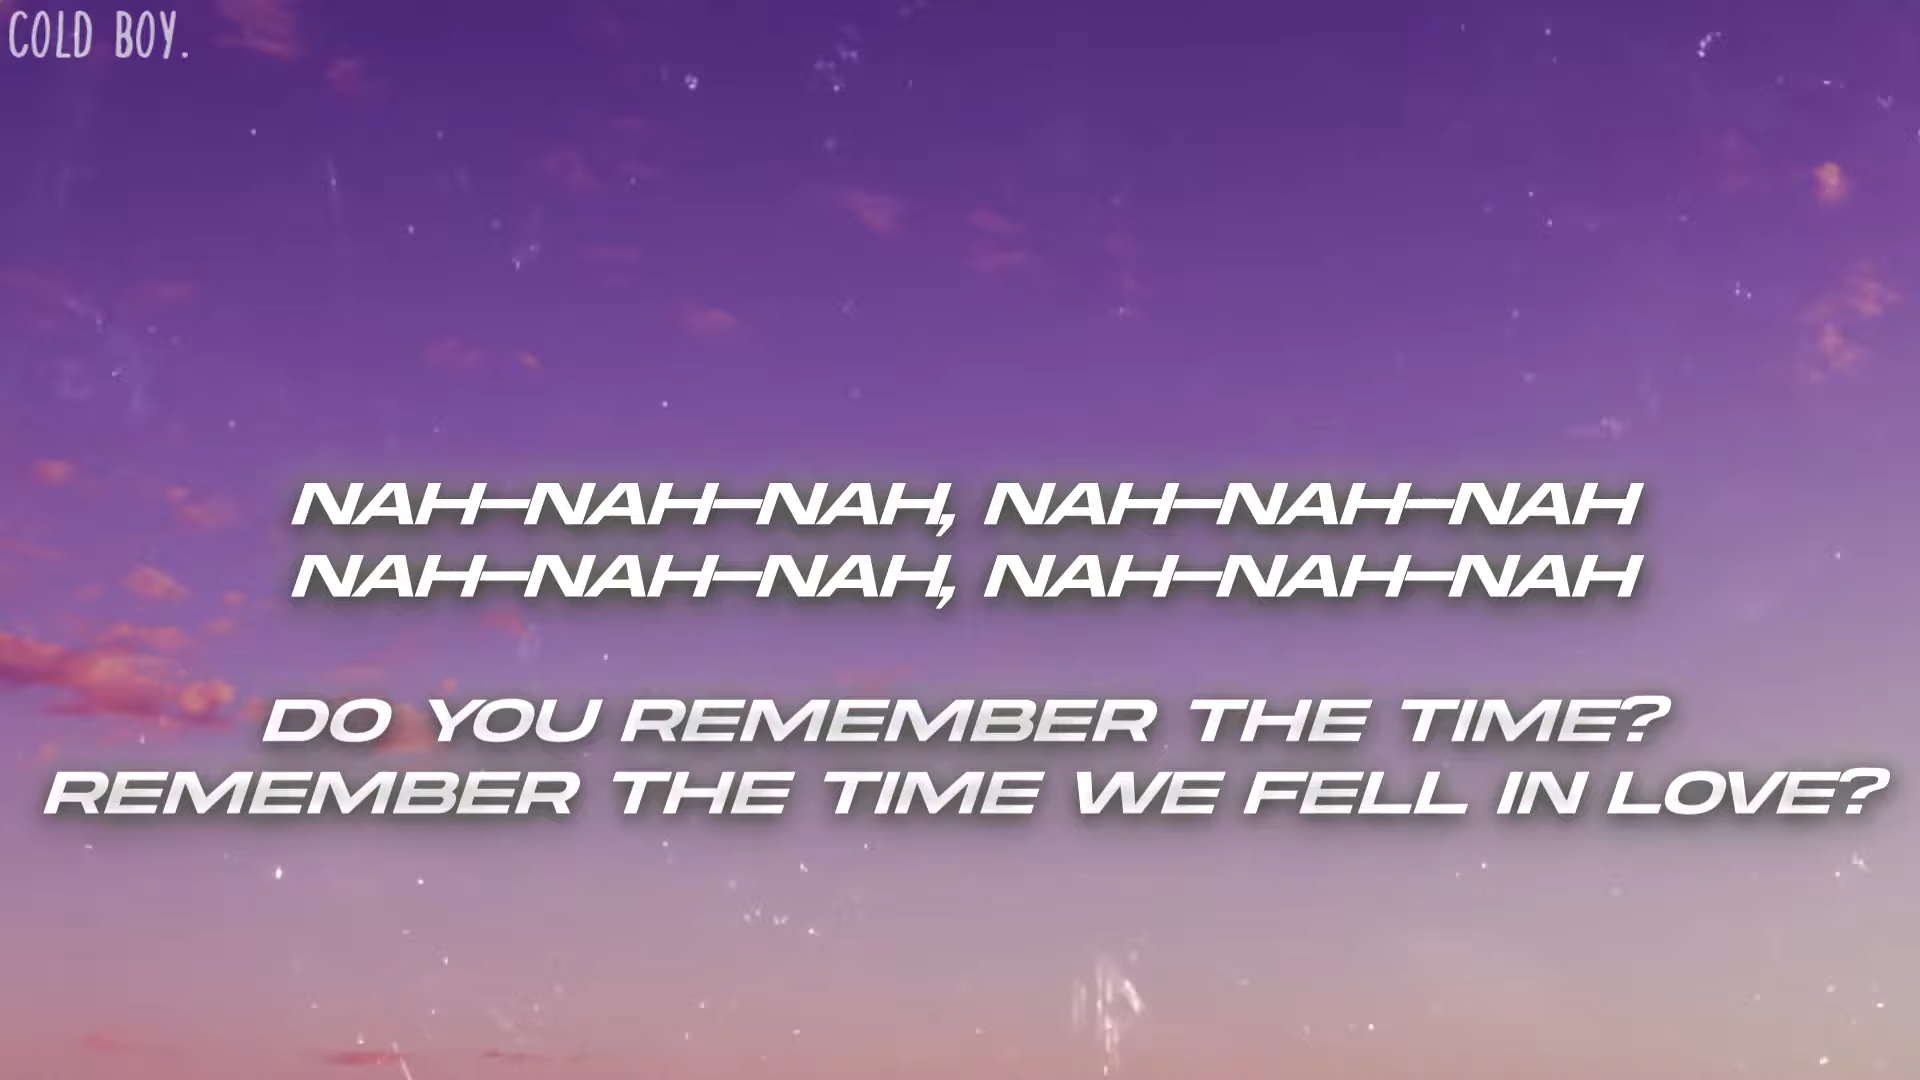 COLD BOY.
NAH-NAH-NAH, NAH-NAH-NAH
NAH-NAH-NAH, NAH-NAH-NAH
DO YOU REMEMBER THE TIME?
REMEMBER THE TIME WE FELL IN LOVE?